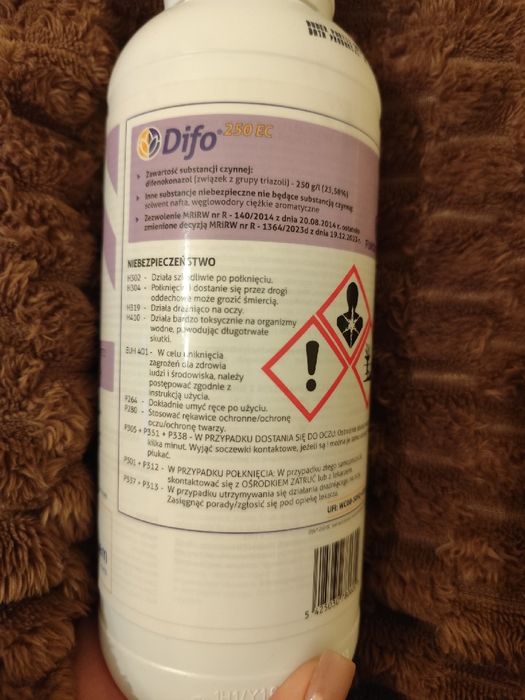 Difo® 250 EC
Zawartość substancji czynnej:
difenokonazol (związek z grupy triazoli) - 250 g/l (23,58%)
Inne substancje niebezpieczne nie będące substancją czynną:
solwent nafta, węglowodory ciężkie aromatyczne
Zezwolenie MRiRW nr R - 140/2014 z dnia 20.08.2014 r. ostatnio
zmienione decyzją MRiRW nr R - 1364/2023d z dnia 19.12.2023 r.
NIEBEZPIECZEŃSTWO
H302 - Działa szkodliwie po połknięciu.
H304 - Połknięcie i dostanie się przez drogi
oddechowe może grozić śmiercią.
H319 - Działa drażniąco na oczy.
H410 - Działa bardzo toksycznie na organizmy
wodne, powodując długotrwałe
skutki.
EUH 401 - W celu uniknięcia
zagrożeń dla zdrowia
ludzi i środowiska, należy
postępować zgodnie z
instrukcją użycia.
P264 - Dokładnie umyć ręce po użyciu.
P280 - Stosować rękawice ochronne/ochronę
oczu/ochronę twarzy.
P305 + P351 + P338 - W PRZYPADKU DOSTANIA SIĘ DO OCZU: Ostrożnie
kilka minut. Wyjąć soczewki kontaktowe, jeżeli są i można je
płukać.
P301 + P312 - W PRZYPADKU POŁKNIĘCIA: W przypadku złego samopoczucia
skontaktować się z OŚRODKIEM ZATRUĆ lub z lekarzem.
P337 + P313 - W przypadku utrzymywania się działania drażniącego na oczy:
Zasięgnąć porady/zgłosić się pod opiekę lekarza.
UFI: